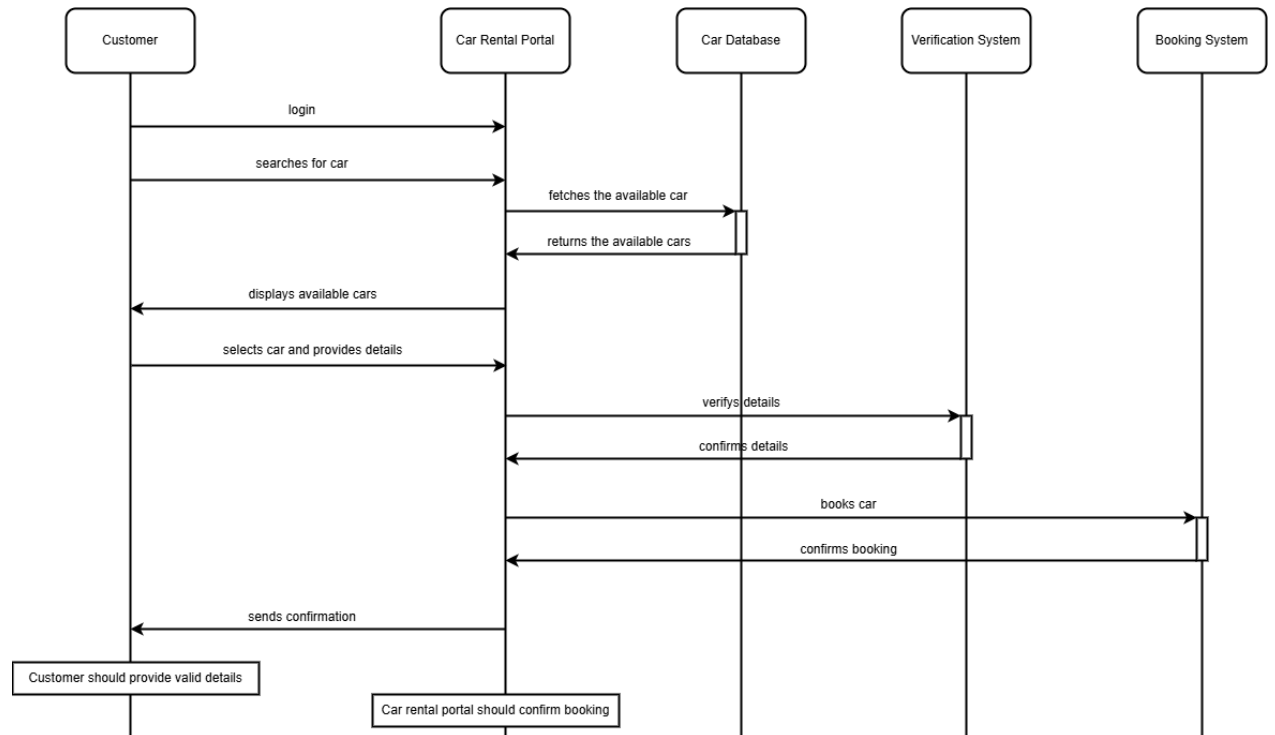 Customer
Car Rental Portal
Car Database
Verification System
Booking System
login
searches for car
fetches the available car
returns the available cars
displays available cars
selects car and provides details
verifys details
confirms details
books car
confirms booking
sends confirmation
Customer should provide valid details
Car rental portal should confirm booking